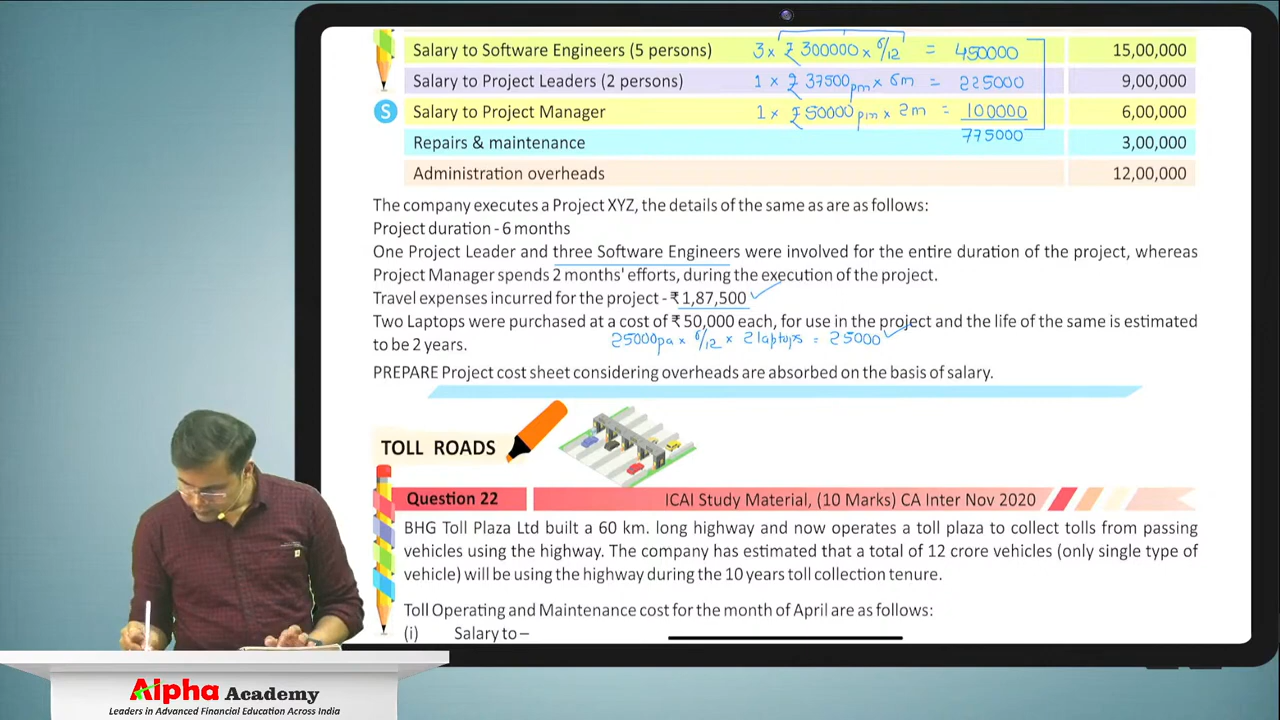 Salary to Software Engineers (5 persons) 3 x ₹ 300000 x 6/12 = 450000 15,00,000
Salary to Project Leaders (2 persons) 1 x ₹ 37500 pm x 6m = 225000 9,00,000
S Salary to Project Manager 1 x ₹ 50000 pm x 2m = 100000 6,00,000
775000
Repairs & maintenance 3,00,000
Administration overheads 12,00,000
The company executes a Project XYZ, the details of the same as are as follows:
Project duration - 6 months
One Project Leader and three Software Engineers were involved for the entire duration of the project, whereas
Project Manager spends 2 months' efforts, during the execution of the project.
Travel expenses incurred for the project - ₹ 1,87,500
Two Laptops were purchased at a cost of ₹ 50,000 each, for use in the project and the life of the same is estimated
to be 2 years. 25000 pa x 6/12 x 2 laptops = 25000
PREPARE Project cost sheet considering overheads are absorbed on the basis of salary.
TOLL ROADS
Question 22 ICAI Study Material, (10 Marks) CA Inter Nov 2020
BHG Toll Plaza Ltd built a 60 km. long highway and now operates a toll plaza to collect tolls from passing
vehicles using the highway. The company has estimated that a total of 12 crore vehicles (only single type of
vehicle) will be using the highway during the 10 years toll collection tenure.
Toll Operating and Maintenance cost for the month of April are as follows:
(i) Salary to –
Alpha Academy
Leaders in Advanced Financial Education Across India